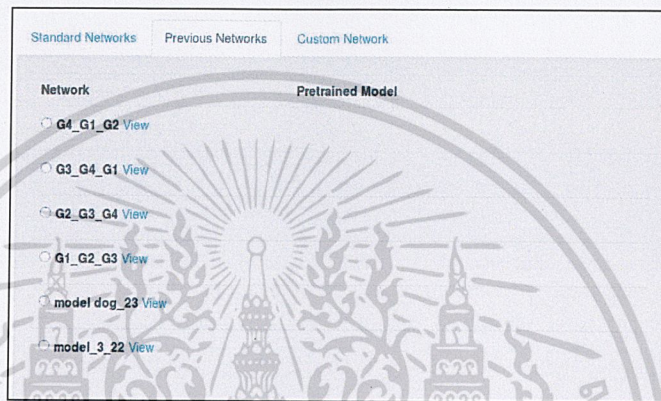 Standard Networks Previous Networks Custom Network
Network Pretrained Model
G4_G1_G2 View
G3_G4_G1 View
G2_G3_G4 View
G1_G2_G3 View
model dog_23 View
model_3_22 View